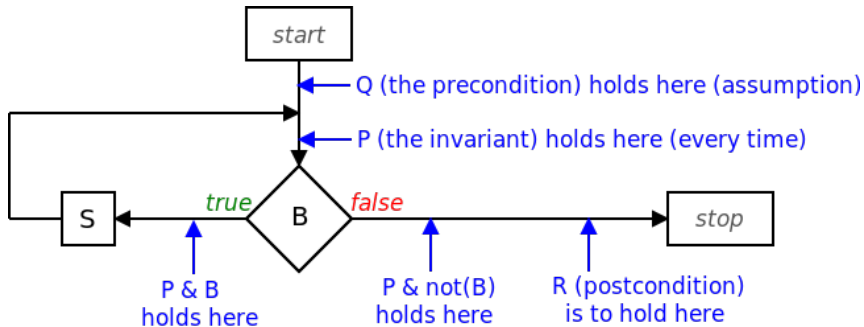 start
Q (the precondition) holds here (assumption)
P (the invariant) holds here (every time)
true
B
false
S
stop
P & B
holds here
P & not(B)
holds here
R (postcondition)
is to hold here